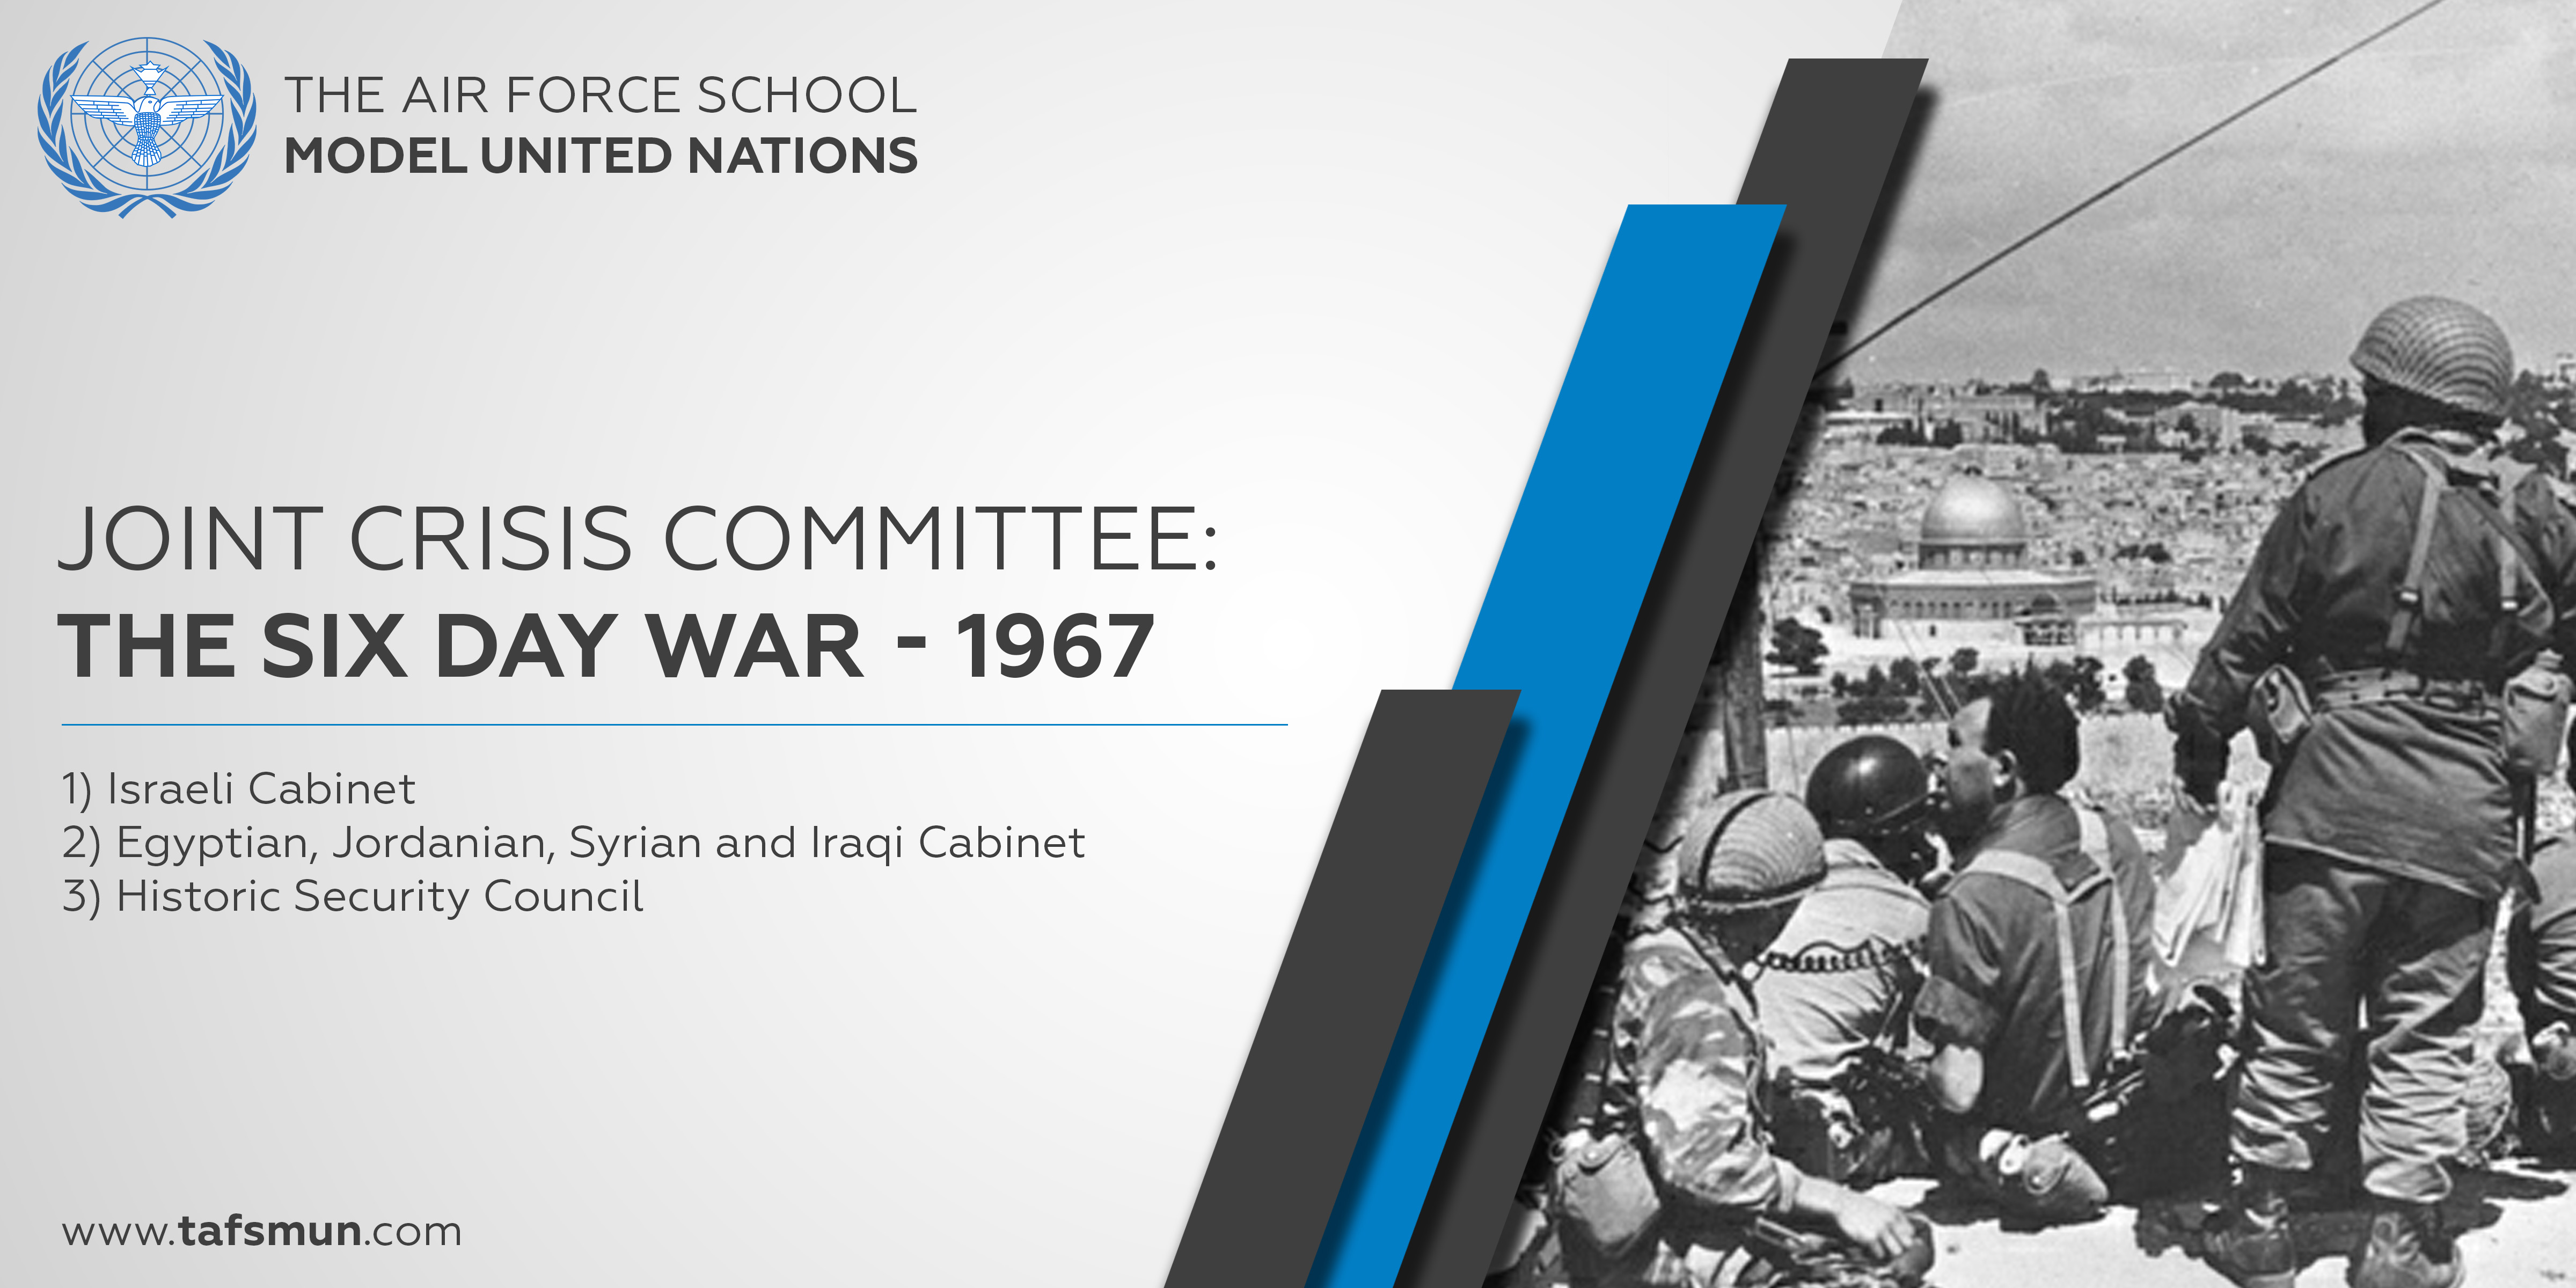 THE AIR FORCE SCHOOL
MODEL UNITED NATIONS
JOINT CRISIS COMMITTEE:
THE SIX DAY WAR - 1967
1) Israeli Cabinet
2) Egyptian, Jordanian, Syrian and Iraqi Cabinet
3) Historic Security Council
www.tafsmun.com